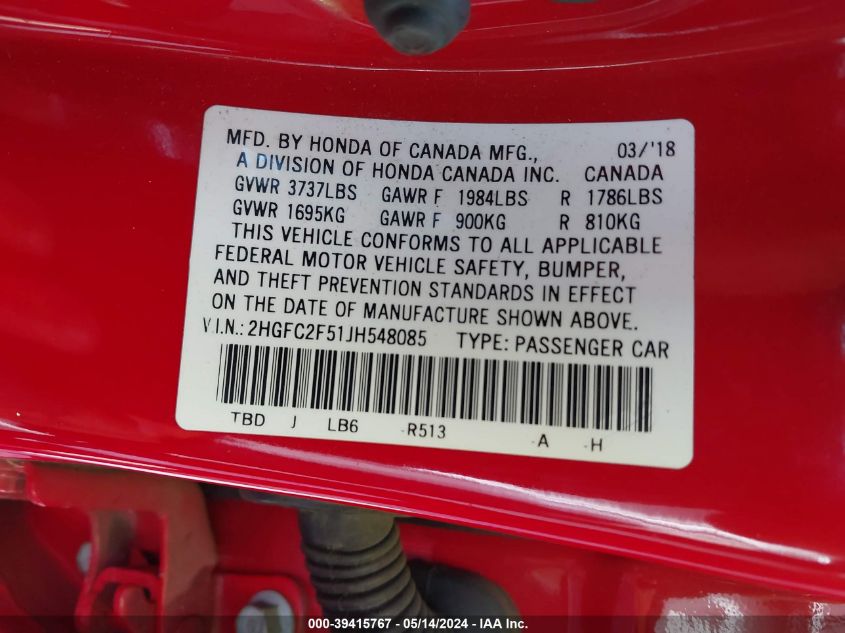 MFD. BY HONDA OF CANADA MFG., 03/'18
A DIVISION OF HONDA CANADA INC. CANADA
GVWR 3737LBS GAWR F 1984LBS R 1786LBS
GVWR 1695KG GAWR F 900KG R 810KG
THIS VEHICLE CONFORMS TO ALL APPLICABLE
FEDERAL MOTOR VEHICLE SAFETY, BUMPER,
AND THEFT PREVENTION STANDARDS IN EFFECT
ON THE DATE OF MANUFACTURE SHOWN ABOVE.
V.I.N.: 2HGFC2F51JH548085 TYPE: PASSENGER CAR
TBD J LB6 -R513 -A -H
000-39415767 - 05/14/2024 - IAA Inc.